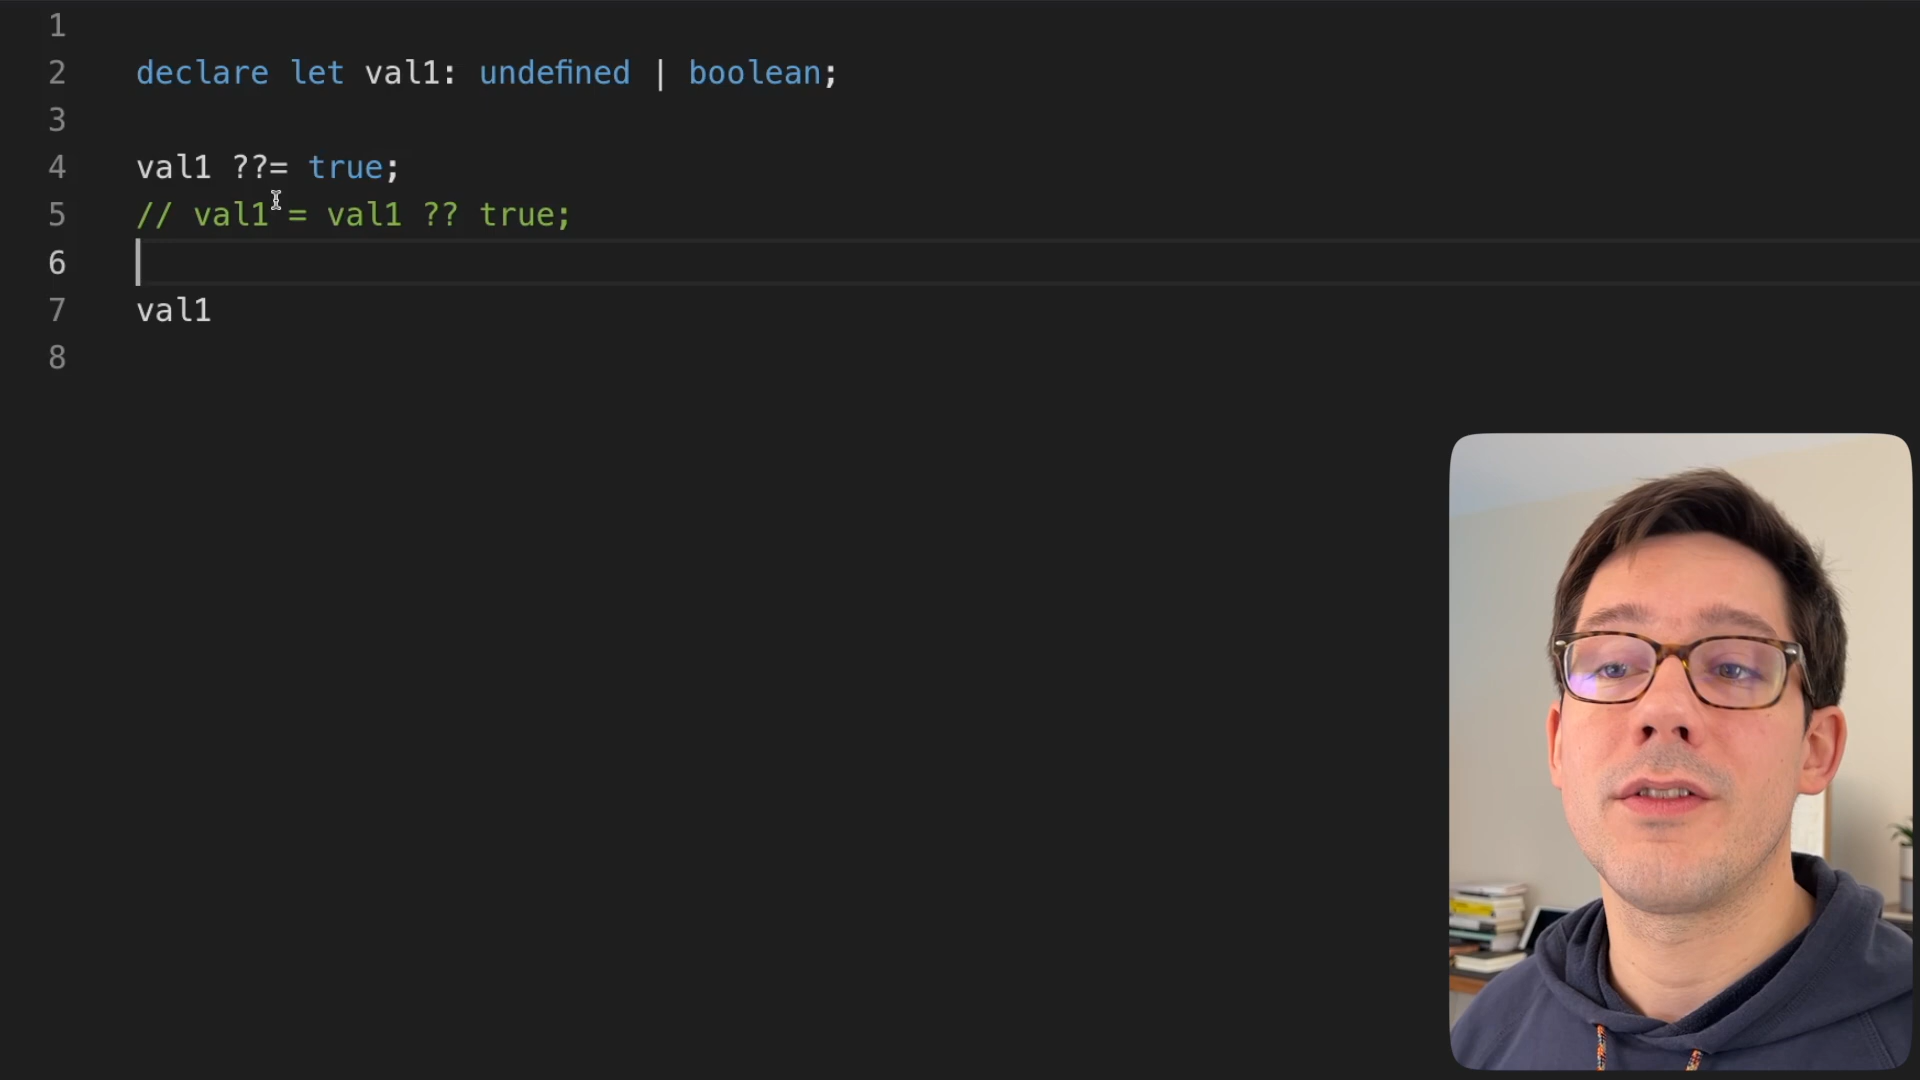 1
2 declare let val1: undefined | boolean;
3
4 val1 ??= true;
5 // val1 = val1 ?? true;
6
7 val1
8